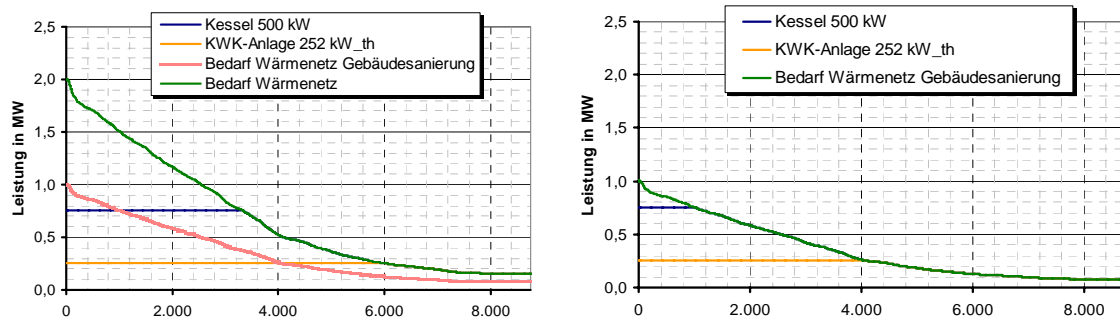 Kessel 500 kW
KWK-Anlage 252 kW_th
Bedarf Wärmenetz Gebäudesanierung
Bedarf Wärmenetz
Leistung in MW
2,5
2,0
1,5
1,0
0,5
0,0
0 2.000 4.000 6.000 8.000
Kessel 500 kW
KWK-Anlage 252 kW_th
Bedarf Wärmenetz Gebäudesanierung
Leistung in MW
2,5
2,0
1,5
1,0
0,5
0,0
0 2.000 4.000 6.000 8.000